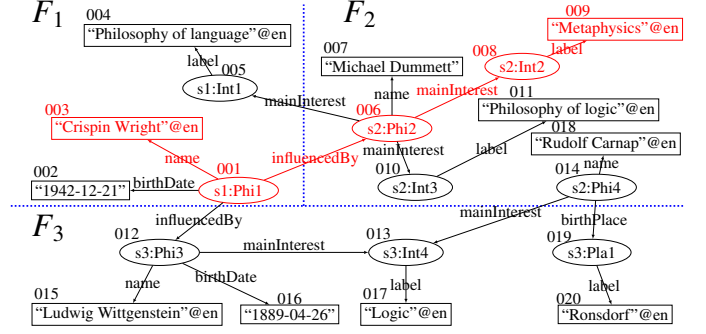 F1
004
F2
009
"Philosophy of language"@en
"Metaphysics"@en
007
008
label
label
005
"Michael Dummett"
s2:Int2
s1:Int1
011
mainInterest
name
mainInterest
"Philosophy of logic"@en
003
006
018
"Crispin Wright"@en
s2:Phi2
"Rudolf Carnap"@en
mainInterest
label
name
name
influencedBy
002
001
010
014
"1942-12-21"
birthDate
s1:Phi1
s2:Int3
s2:Phi4
mainInterest
influencedBy
birthPlace
F3
012
013
019
s3:Phi3
mainInterest
s3:Int4
s3:Pla1
name
birthDate
label
label
015
016
017
020
"Ludwig Wittgenstein"@en
"1889-04-26"
"Logic"@en
"Ronsdorf"@en